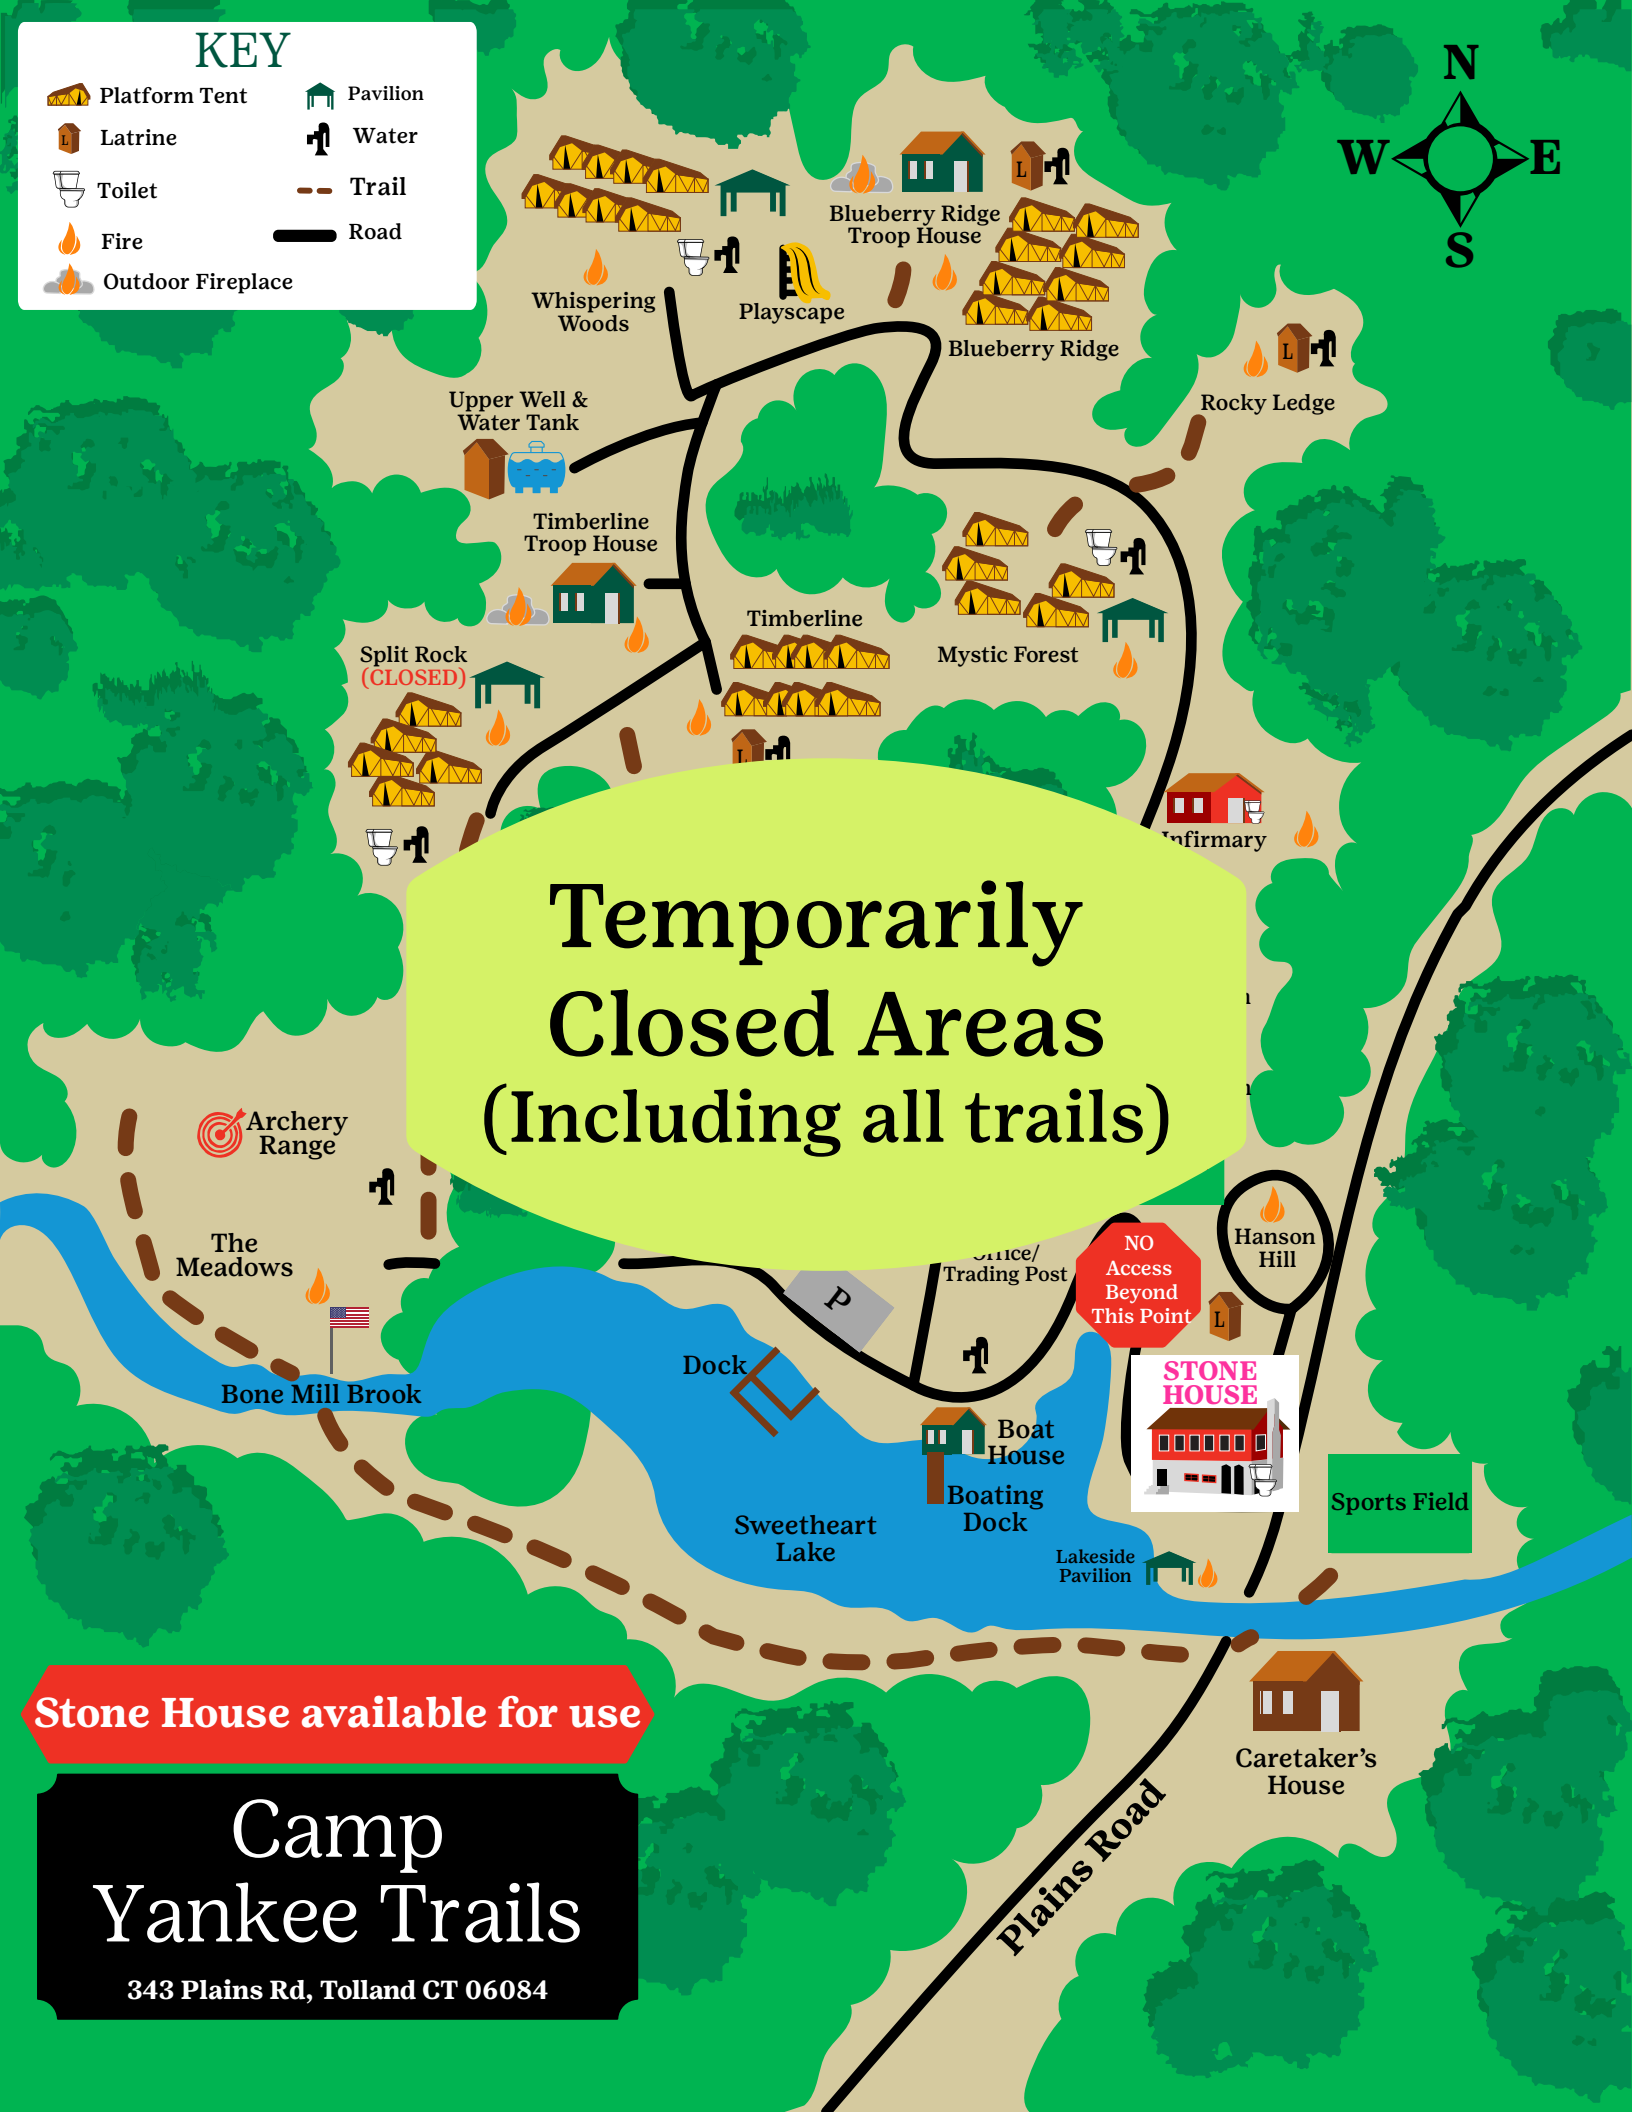 KEY
Platform Tent
Pavilion
L
Latrine
Water
Toilet
Trail
Fire
Road
Outdoor Fireplace
N
W E
S
L
Blueberry Ridge
Troop House
Whispering
Woods
Playscape
Blueberry Ridge
L
Rocky Ledge
Upper Well &
Water Tank
Timberline
Troop House
Timberline
Split Rock
(CLOSED)
Mystic Forest
L
Infirmary
Temporarily
Closed Areas
(Including all trails)
Archery
Range
The
Meadows
Hanson
Hill
Office/
Trading Post
NO
Access
Beyond
This Point
P
L
Dock
STONE
HOUSE
Bone Mill Brook
Boat
House
Boating
Dock
Sports Field
Sweetheart
Lake
Lakeside
Pavilion
Stone House available for use
Caretaker's
House
Plains Road
Camp
Yankee Trails
343 Plains Rd, Tolland CT 06084